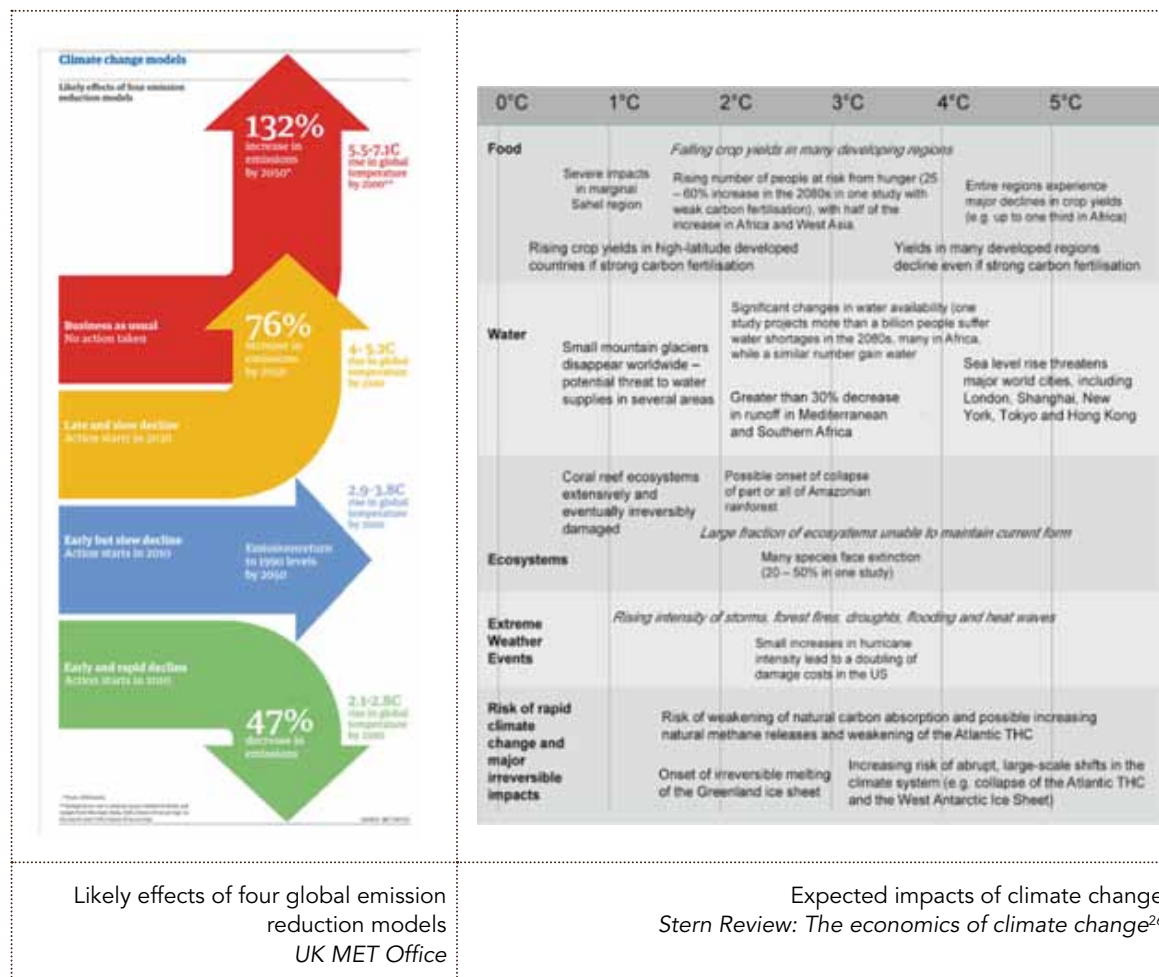 Climate change models
Likely effects of four emission
reduction models
132%
increase in
emissions
by 2050*
5.5-7.1C
rise in global
temperature
by
Business as usual
No action taken
76%
increase in
emissions
by 2050
4- 5.2C
rise in global
temperature
by
Late and slow decline
Action starts in
2.9-3.8C
rise in global
temperature
by
Early but slow decline
Action starts in 2010
Emissions return
to 1990 levels
by 2050
Early and rapid decline
Action starts in 2010
2.1-2.8C
rise in global
temperature
by
47%
decrease in
emissions
0°C 1°C 2°C 3°C 4°C 5°C
Food
Falling crop yields in many developing regions
Severe impacts
in marginal
Sahel region
Rising number of people at risk from hunger (25
– 60% increase in the 2080s in one study with
weak carbon fertilisation), with half of the
increase in Africa and West Asia.
Entire regions experience
major declines in crop yields
(e.g. up to one third in Africa)
Rising crop yields in high-latitude developed
countries if strong carbon fertilisation
Yields in many developed regions
decline even if strong carbon fertilisation
Water
Small mountain glaciers
disappear worldwide –
potential threat to water
supplies in several areas
Significant changes in water availability (one
study projects more than a billion people suffer
water shortages in the 2080s, many in Africa,
while a similar number gain water
Greater than 30% decrease
in runoff in Mediterranean
and Southern Africa
Sea level rise threatens
major world cities, including
London, Shanghai, New
York, Tokyo and Hong Kong
Ecosystems
Coral reef ecosystems
extensively and
eventually irreversibly
damaged
Possible onset of collapse
of part or all of Amazonian
rainforest
Large fraction of ecosystems unable to maintain current form
Many species face extinction
(20 – 50% in one study)
Extreme
Weather
Events
Rising intensity of storms, forest fires, droughts, flooding and heat waves
Small increases in hurricane
intensity lead to a doubling of
damage costs in the US
Risk of rapid
climate
change and
major
irreversible
impacts
Risk of weakening of natural carbon absorption and possible increasing
natural methane releases and weakening of the Atlantic THC
Onset of irreversible melting
of the Greenland ice sheet
Increasing risk of abrupt, large-scale shifts in the
climate system (e.g. collapse of the Atlantic THC
and the West Antarctic Ice Sheet)
Likely effects of four global emission
reduction models
UK MET Office
Expected impacts of climate change
Stern Review: The economics of climate change26